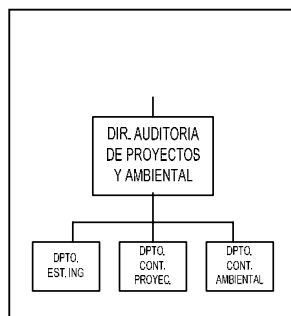 DIR. AUDITORIA
DE PROYECTOS
Y AMBIENTAL
DPTO.
EST. ING
DPTO.
CONT.
PROYEC.
DPTO.
CONT.
AMBIENTAL